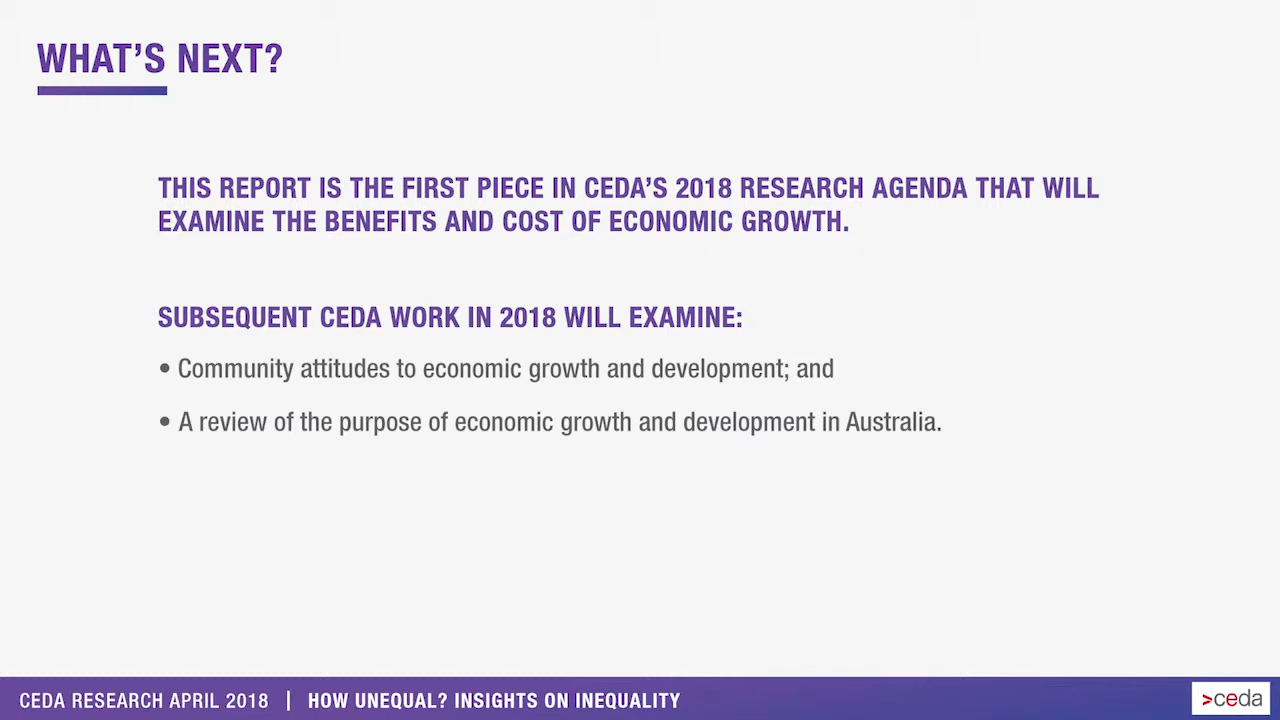 WHAT’S NEXT?
THIS REPORT IS THE FIRST PIECE IN CEDA’S 2018 RESEARCH AGENDA THAT WILL
EXAMINE THE BENEFITS AND COST OF ECONOMIC GROWTH.
SUBSEQUENT CEDA WORK IN 2018 WILL EXAMINE:
• Community attitudes to economic growth and development; and
• A review of the purpose of economic growth and development in Australia.
CEDA RESEARCH APRIL 2018 | HOW UNEQUAL? INSIGHTS ON INEQUALITY
>ceda